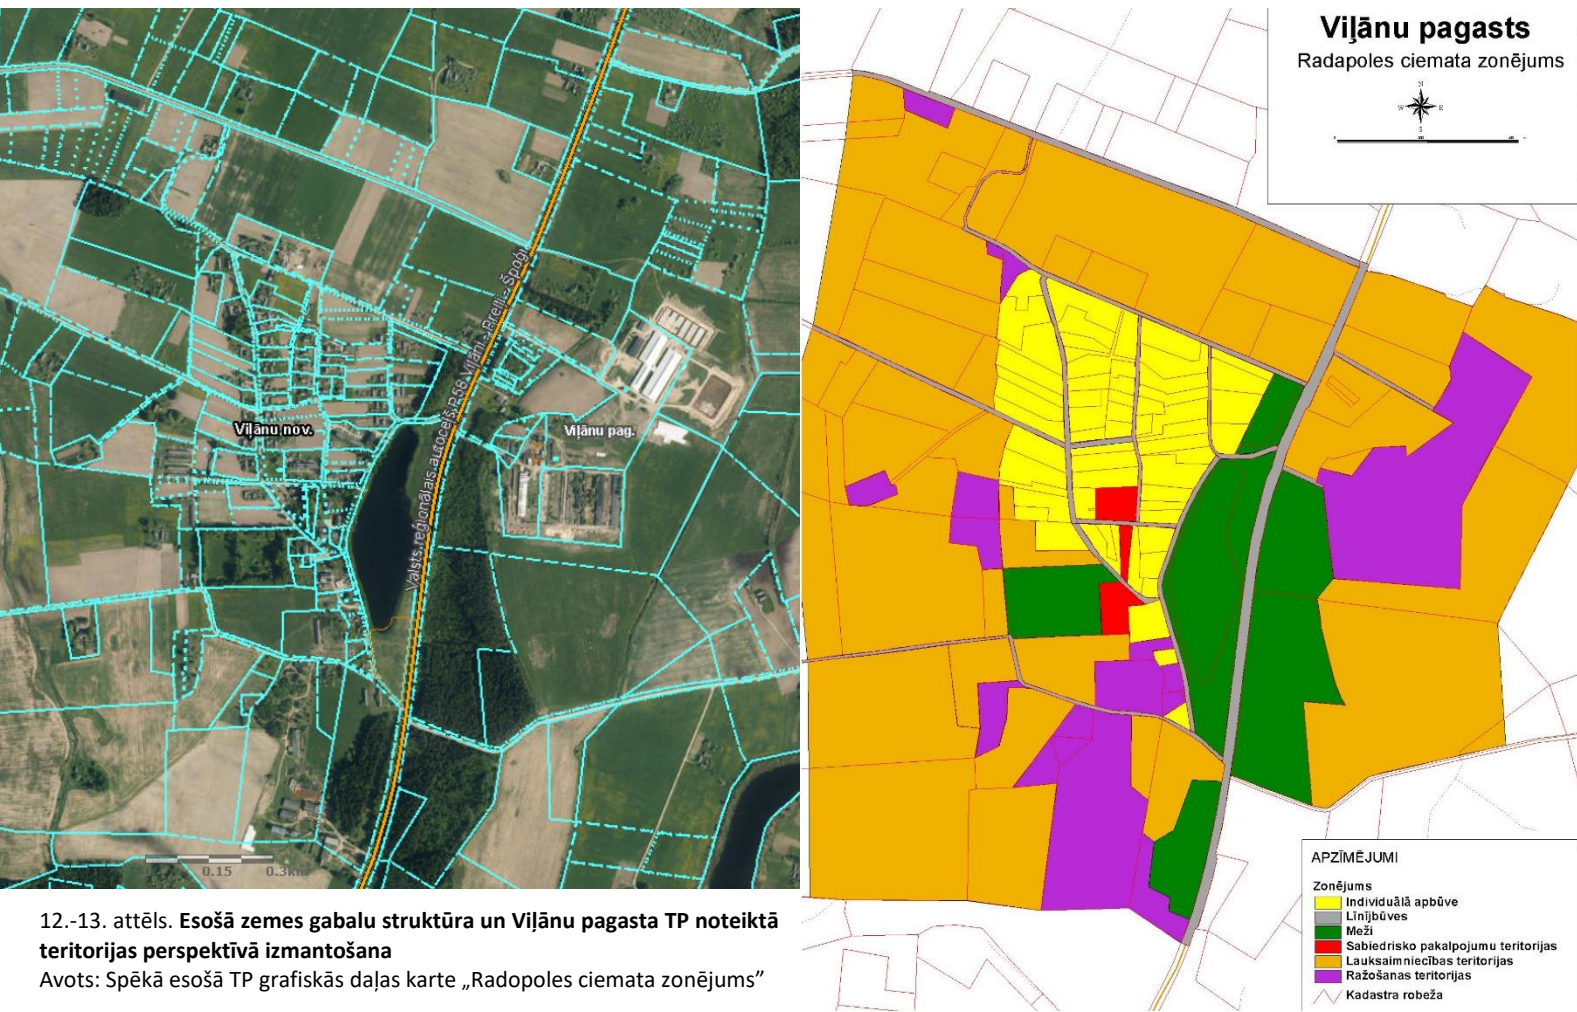 Valsts reģionālais autoceļš P58 Viļāni - Preiļi - Špoģi
Viļānu nov.
Viļānu pag.
0.15
0.3km
12.-13. attēls. Esošā zemes gabalu struktūra un Viļānu pagasta TP noteiktā
teritorijas perspektīvā izmantošana
Avots: Spēkā esošā TP grafiskās daļas karte „Radopoles ciemata zonējums”
Viļānu pagasts
Radapoles ciemata zonējums
N
W
E
APZĪMĒJUMI
Zonējums
Individuālā apbūve
Līnījbūves
Meži
Sabiedrisko pakalpojumu teritorijas
Lauksaimniecības teritorijas
Ražošanas teritorijas
Kadastra robeža